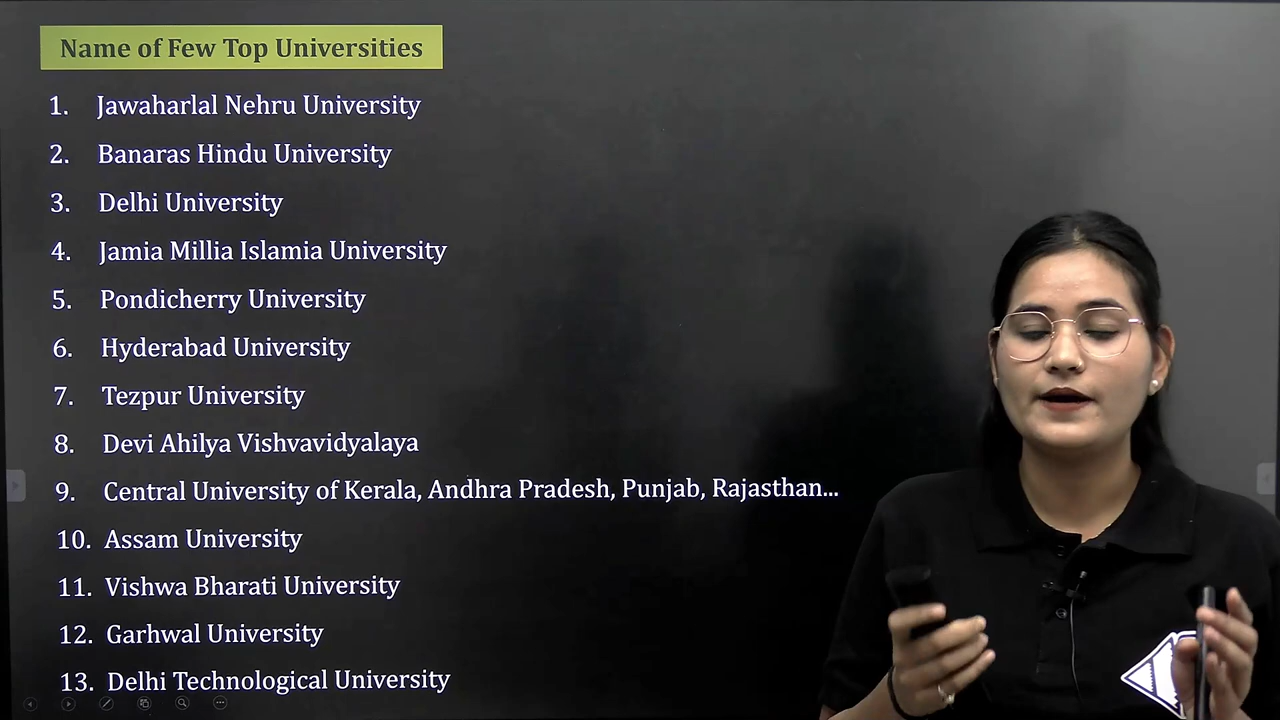 Name of Few Top Universities
1. Jawaharlal Nehru University
2. Banaras Hindu University
3. Delhi University
4. Jamia Millia Islamia University
5. Pondicherry University
6. Hyderabad University
7. Tezpur University
8. Devi Ahilya Vishvavidyalaya
9. Central University of Kerala, Andhra Pradesh, Punjab, Rajasthan...
10. Assam University
11. Vishwa Bharati University
12. Garhwal University
13. Delhi Technological University